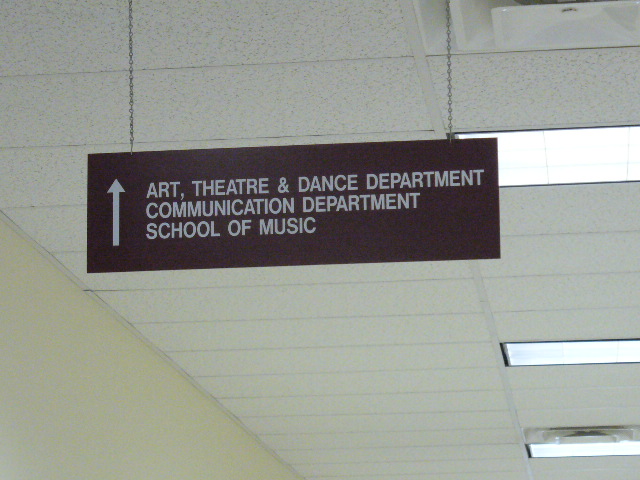 ART, THEATRE & DANCE DEPARTMENT
COMMUNICATION DEPARTMENT
SCHOOL OF MUSIC